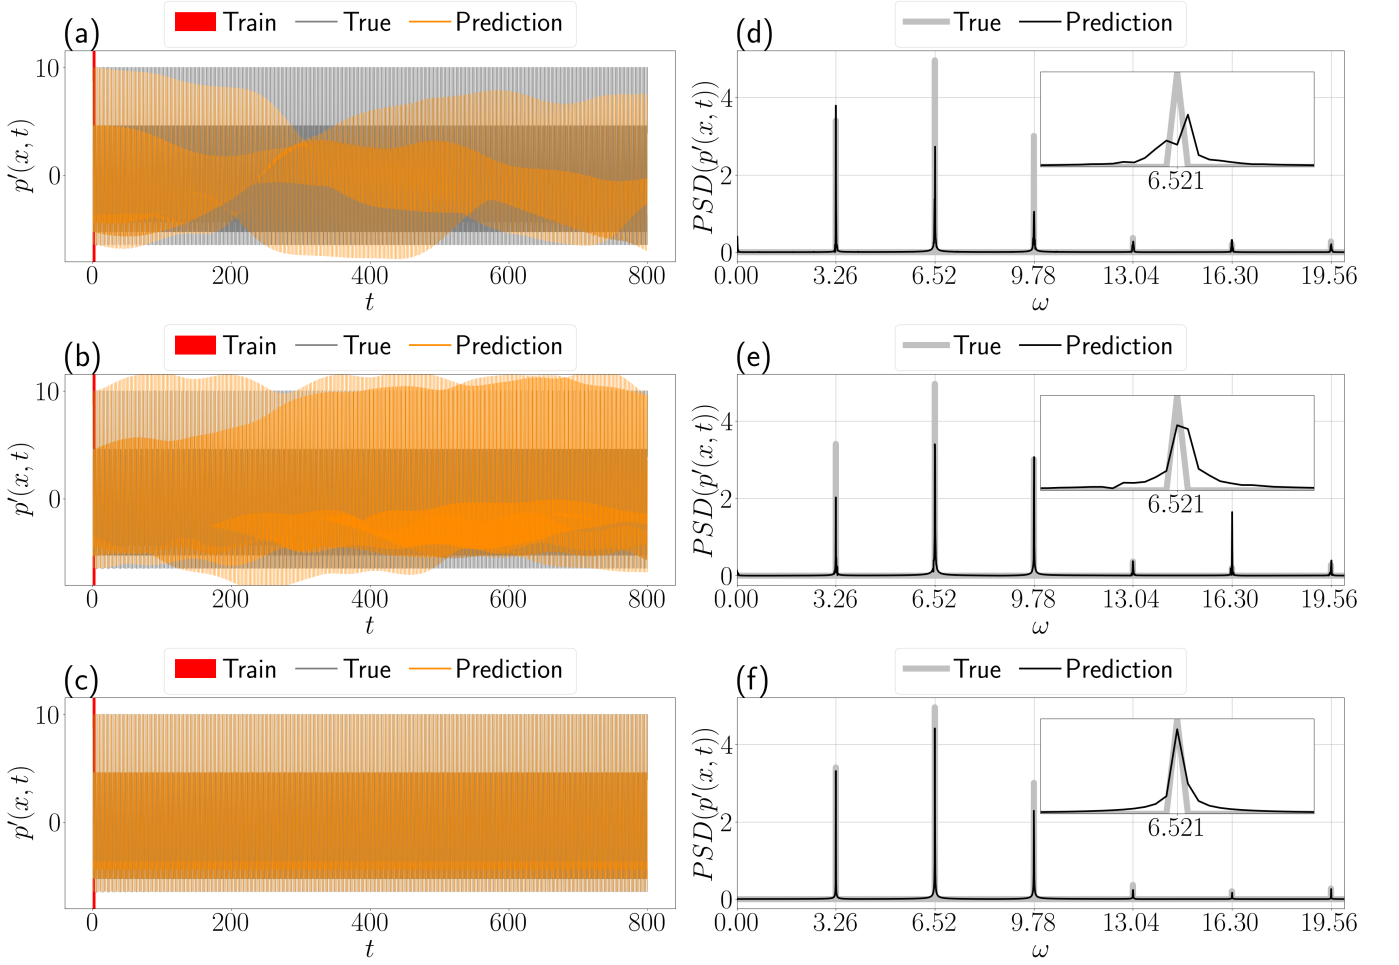 (a)
Train True Prediction
p′(x, t)
10
0
0 200 400 600 800
t
(d)
True Prediction
PSD(p′(x, t))
4
2
0
6.521
0.00 3.26 6.52 9.78 13.04 16.30 19.56
ω
(b)
Train True Prediction
p′(x, t)
10
0
0 200 400 600 800
t
(e)
True Prediction
PSD(p′(x, t))
4
2
0
6.521
0.00 3.26 6.52 9.78 13.04 16.30 19.56
ω
(c)
Train True Prediction
p′(x, t)
10
0
0 200 400 600 800
t
(f)
True Prediction
PSD(p′(x, t))
4
2
0
6.521
0.00 3.26 6.52 9.78 13.04 16.30 19.56
ω